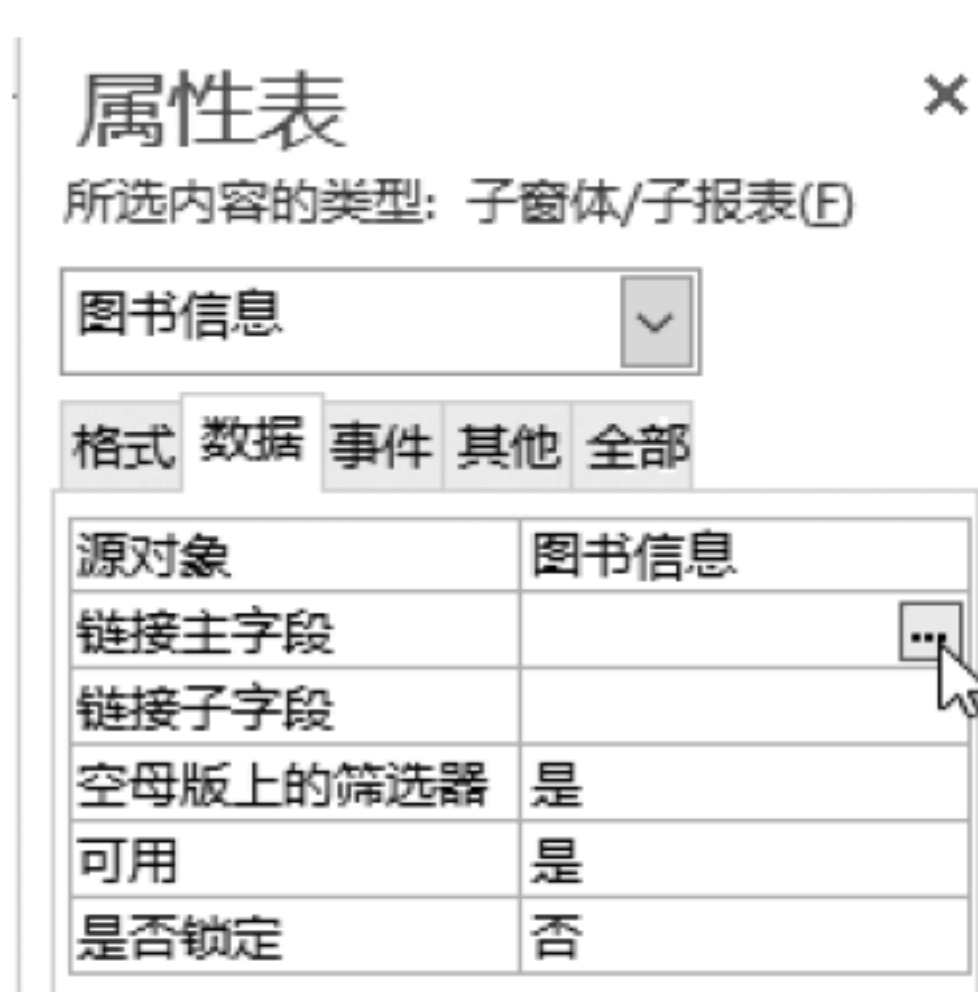 属性表
所选内容的类型: 子窗体/子报表(F)
图书信息
格式 数据 事件 其他 全部
源对象 图书信息
链接主字段 ...
链接子字段
空母版上的筛选器 是
可用 是
是否锁定 否